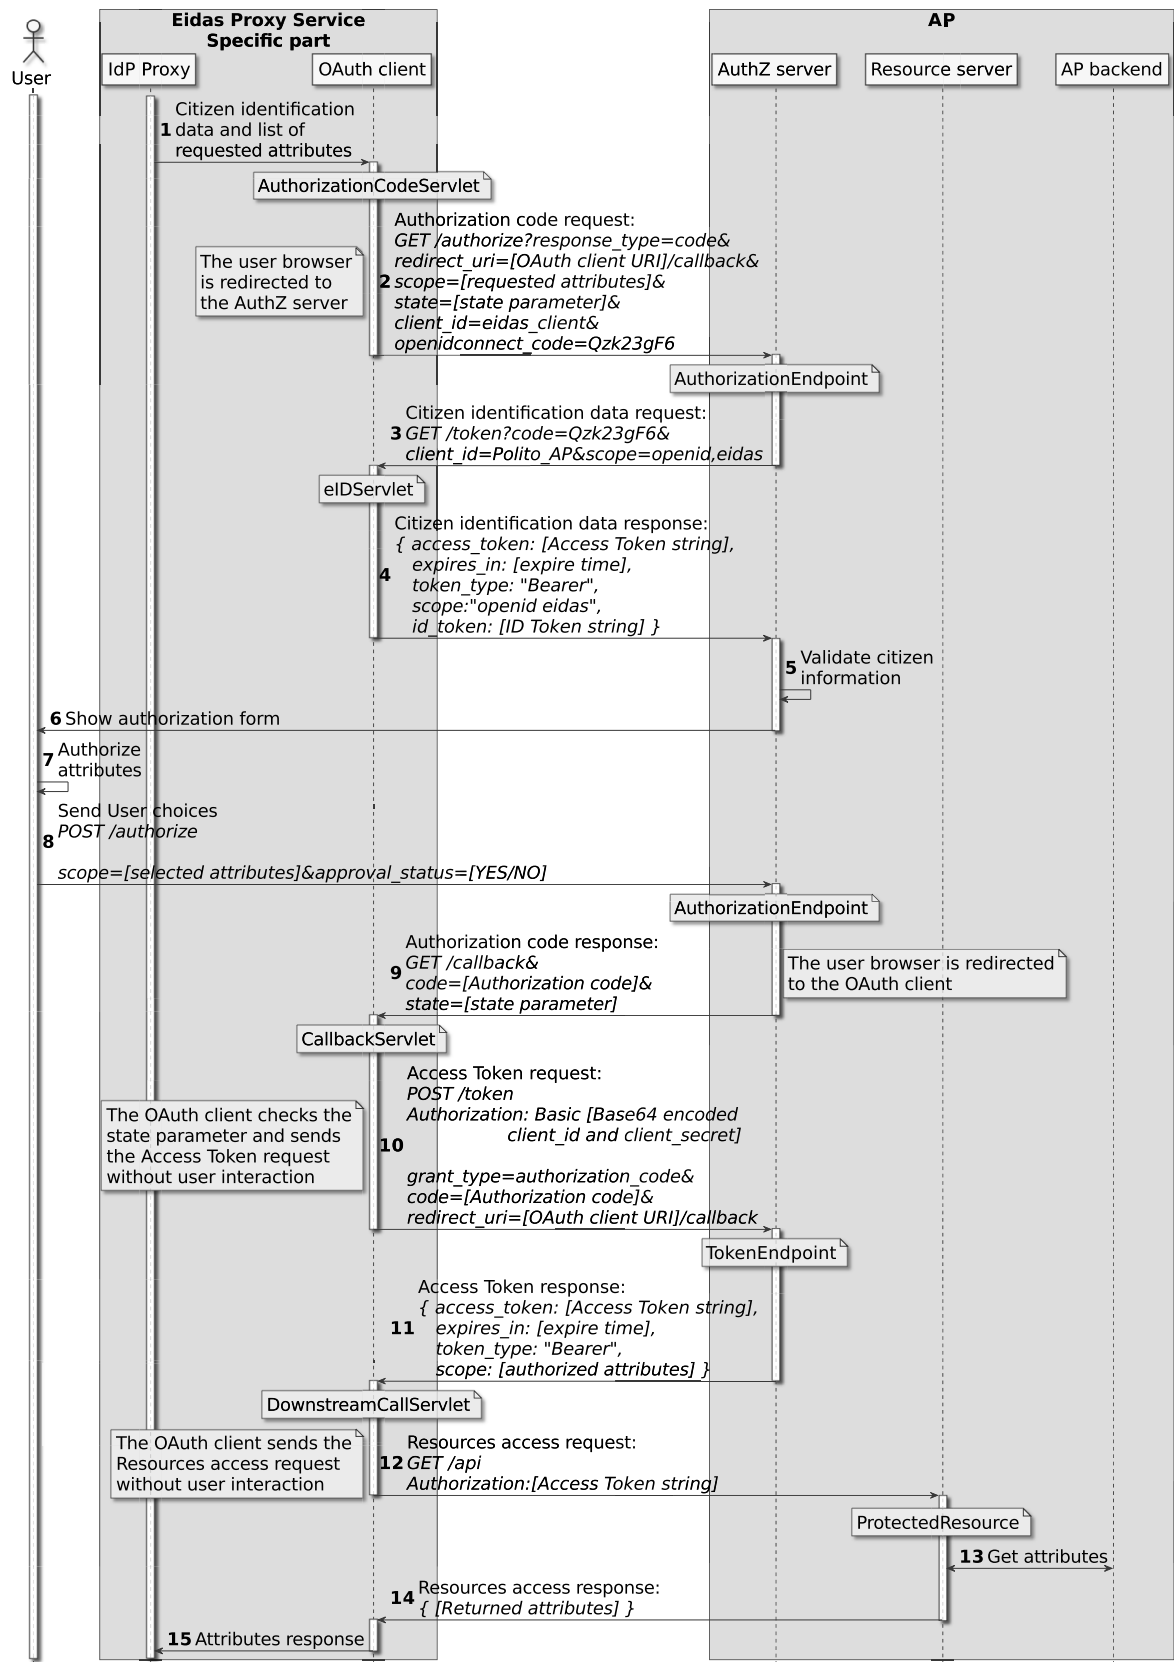 Eidas Proxy Service
Specific part
AP
User
IdP Proxy
OAuth client
AuthZ server
Resource server
AP backend
1 Citizen identification
data and list of
requested attributes
AuthorizationCodeServlet
The user browser
is redirected to
the AuthZ server
2
Authorization code request:
GET /authorize?response_type=code&
redirect_uri=[OAuth client URI]/callback&
scope=[requested attributes]&
state=[state parameter]&
client_id=eidas_client&
openidconnect_code=Qzk23gF6
AuthorizationEndpoint
3
Citizen identification data request:
GET /token?code=Qzk23gF6&
client_id=Polito_AP&scope=openid,eidas
eIDServlet
4
Citizen identification data response:
{ access_token: [Access Token string],
expires_in: [expire time],
token_type: "Bearer",
scope:"openid eidas",
id_token: [ID Token string] }
5 Validate citizen
information
6 Show authorization form
7 Authorize
attributes
8
Send User choices
POST /authorize
scope=[selected attributes]&approval_status=[YES/NO]
AuthorizationEndpoint
9
Authorization code response:
GET /callback&
code=[Authorization code]&
state=[state parameter]
The user browser is redirected
to the OAuth client
CallbackServlet
The OAuth client checks the
state parameter and sends
the Access Token request
without user interaction
10
Access Token request:
POST /token
Authorization: Basic [Base64 encoded
client_id and client_secret]
grant_type=authorization_code&
code=[Authorization code]&
redirect_uri=[OAuth client URI]/callback
TokenEndpoint
11
Access Token response:
{ access_token: [Access Token string],
expires_in: [expire time],
token_type: "Bearer",
scope: [authorized attributes] }
DownstreamCallServlet
The OAuth client sends the
Resources access request
without user interaction
12
Resources access request:
GET /api
Authorization:[Access Token string]
ProtectedResource
13 Get attributes
14
Resources access response:
{ [Returned attributes] }
15 Attributes response